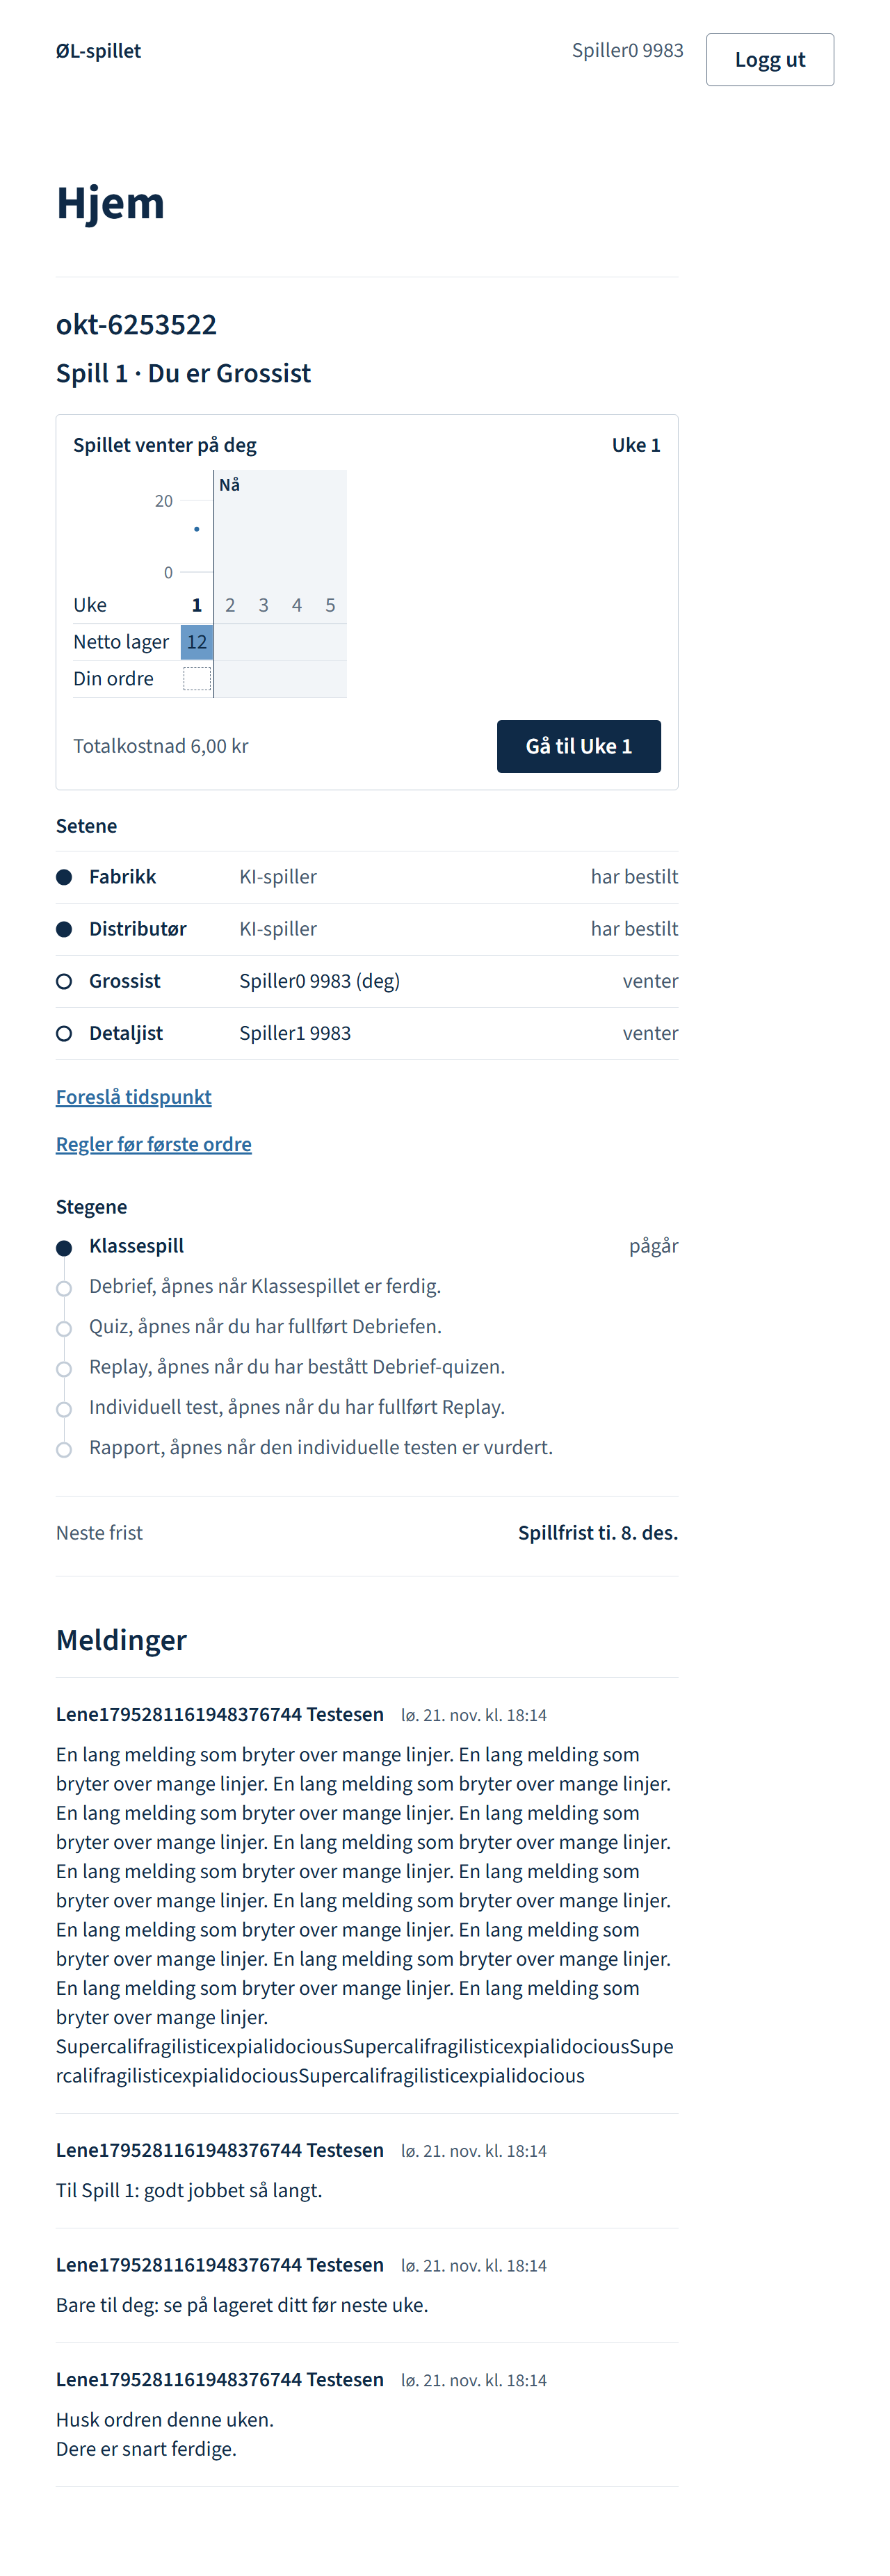 ØL-spillet
Spiller0 9983
Logg ut
Hjem
okt-6253522
Spill 1 · Du er Grossist
Spillet venter på deg
Uke 1
Nå
20
0
Uke 1 2 3 4 5
Netto lager 12
Din ordre
Totalkostnad 6,00 kr
Gå til Uke 1
Setene
Fabrikk KI-spiller har bestilt
Distributør KI-spiller har bestilt
Grossist Spiller0 9983 (deg) venter
Detaljist Spiller1 9983 venter
Foreslå tidspunkt
Regler før første ordre
Stegene
Klassespill pågår
Debrief, åpnes når Klassespillet er ferdig.
Quiz, åpnes når du har fullført Debriefen.
Replay, åpnes når du har bestått Debrief-quizen.
Individuell test, åpnes når du har fullført Replay.
Rapport, åpnes når den individuelle testen er vurdert.
Neste frist Spillfrist ti. 8. des.
Meldinger
Lene1795281161948376744 Testesen lø. 21. nov. kl. 18:14
En lang melding som bryter over mange linjer. En lang melding som
bryter over mange linjer. En lang melding som bryter over mange linjer.
En lang melding som bryter over mange linjer. En lang melding som
bryter over mange linjer. En lang melding som bryter over mange linjer.
En lang melding som bryter over mange linjer. En lang melding som
bryter over mange linjer. En lang melding som bryter over mange linjer.
En lang melding som bryter over mange linjer. En lang melding som
bryter over mange linjer. En lang melding som bryter over mange linjer.
En lang melding som bryter over mange linjer. En lang melding som
bryter over mange linjer.
SupercalifragilisticexpialidociousSupercalifragilisticexpialidociousSupe
rcalifragilisticexpialidociousSupercalifragilisticexpialidocious
Lene1795281161948376744 Testesen lø. 21. nov. kl. 18:14
Til Spill 1: godt jobbet så langt.
Lene1795281161948376744 Testesen lø. 21. nov. kl. 18:14
Bare til deg: se på lageret ditt før neste uke.
Lene1795281161948376744 Testesen lø. 21. nov. kl. 18:14
Husk ordren denne uken.
Dere er snart ferdige.